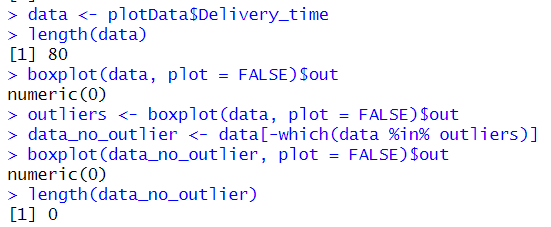 > data <- plotData$Delivery_time
> length(data)
[1] 80
> boxplot(data, plot = FALSE)$out
numeric(0)
> outliers <- boxplot(data, plot = FALSE)$out
> data_no_outlier <- data[-which(data %in% outliers)]
> boxplot(data_no_outlier, plot = FALSE)$out
numeric(0)
> length(data_no_outlier)
[1] 0